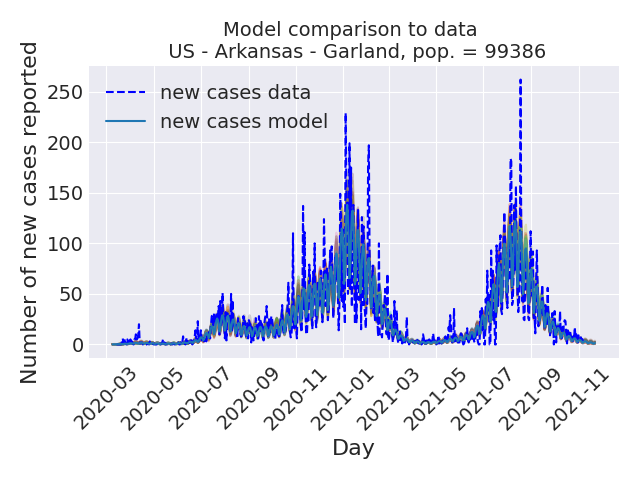 Model comparison to data
US - Arkansas - Garland, pop. = 99386
Number of new cases reported
250
200
150
100
50
0
new cases data
new cases model
2020-03
2020-05
2020-07
2020-09
2020-11
2021-01
2021-03
2021-05
2021-07
2021-09
2021-11
Day